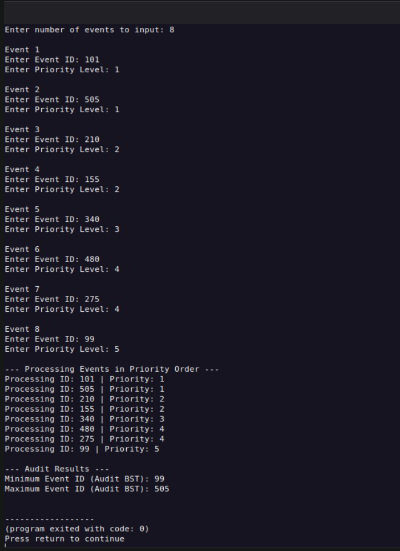 Enter number of events to input: 8
Event 1
Enter Event ID: 101
Enter Priority Level: 1
Event 2
Enter Event ID: 505
Enter Priority Level: 1
Event 3
Enter Event ID: 210
Enter Priority Level: 2
Event 4
Enter Event ID: 155
Enter Priority Level: 2
Event 5
Enter Event ID: 340
Enter Priority Level: 3
Event 6
Enter Event ID: 480
Enter Priority Level: 4
Event 7
Enter Event ID: 275
Enter Priority Level: 4
Event 8
Enter Event ID: 99
Enter Priority Level: 5
--- Processing Events in Priority Order ---
Processing ID: 101 | Priority: 1
Processing ID: 505 | Priority: 1
Processing ID: 210 | Priority: 2
Processing ID: 155 | Priority: 2
Processing ID: 340 | Priority: 3
Processing ID: 480 | Priority: 4
Processing ID: 275 | Priority: 4
Processing ID: 99 | Priority: 5
--- Audit Results ---
Minimum Event ID (Audit BST): 99
Maximum Event ID (Audit BST): 505
------------------
(program exited with code: 0)
Press return to continue